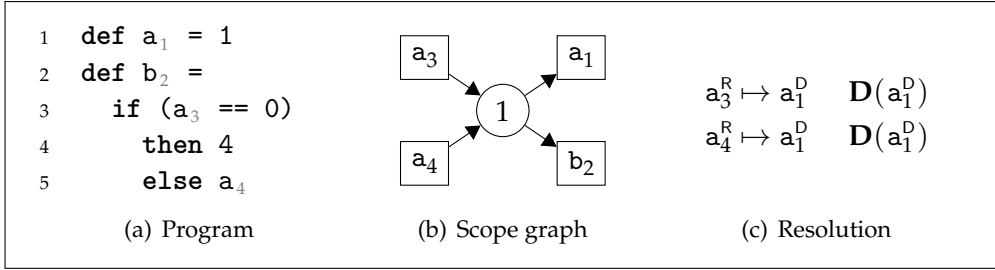 1 def a₁ = 1
2 def b₂ =
3 if (a₃ == 0)
4 then 4
5 else a₄
(a) Program
a₃ a₁
1
a₄ b₂
(b) Scope graph
a₃ᴿ ↦ a₁ᴰ D(a₁ᴰ)
a₄ᴿ ↦ a₁ᴰ D(a₁ᴰ)
(c) Resolution